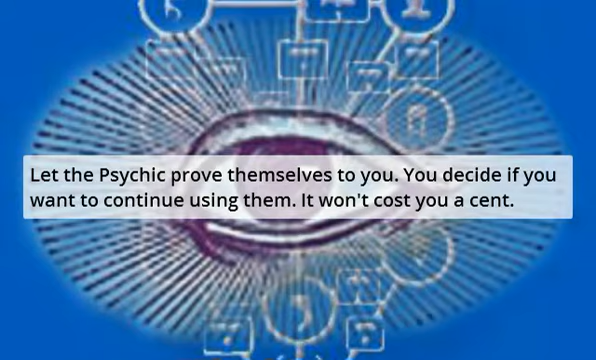 Let the Psychic prove themselves to you. You decide if you
want to continue using them. It won't cost you a cent.